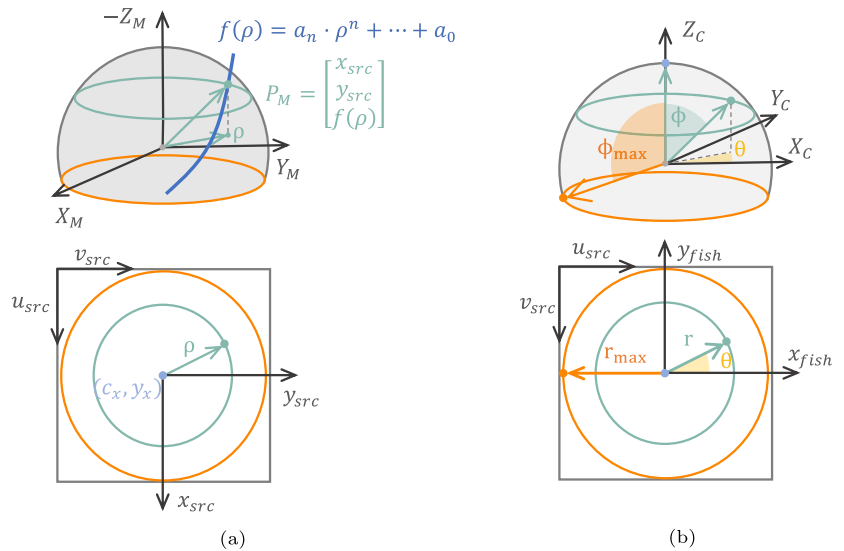 −Z_M
f(ρ) = a_n · ρ^n + ⋯ + a_0
P_M = [x_src
y_src
f(ρ)]
ρ
Y_M
X_M
v_src
u_src
ρ
(c_x, y_x)
y_src
x_src
(a)
Z_C
Y_C
ϕ
ϕ_max
θ
X_C
u_src
y_fish
v_src
r_max
r
θ
x_fish
(b)